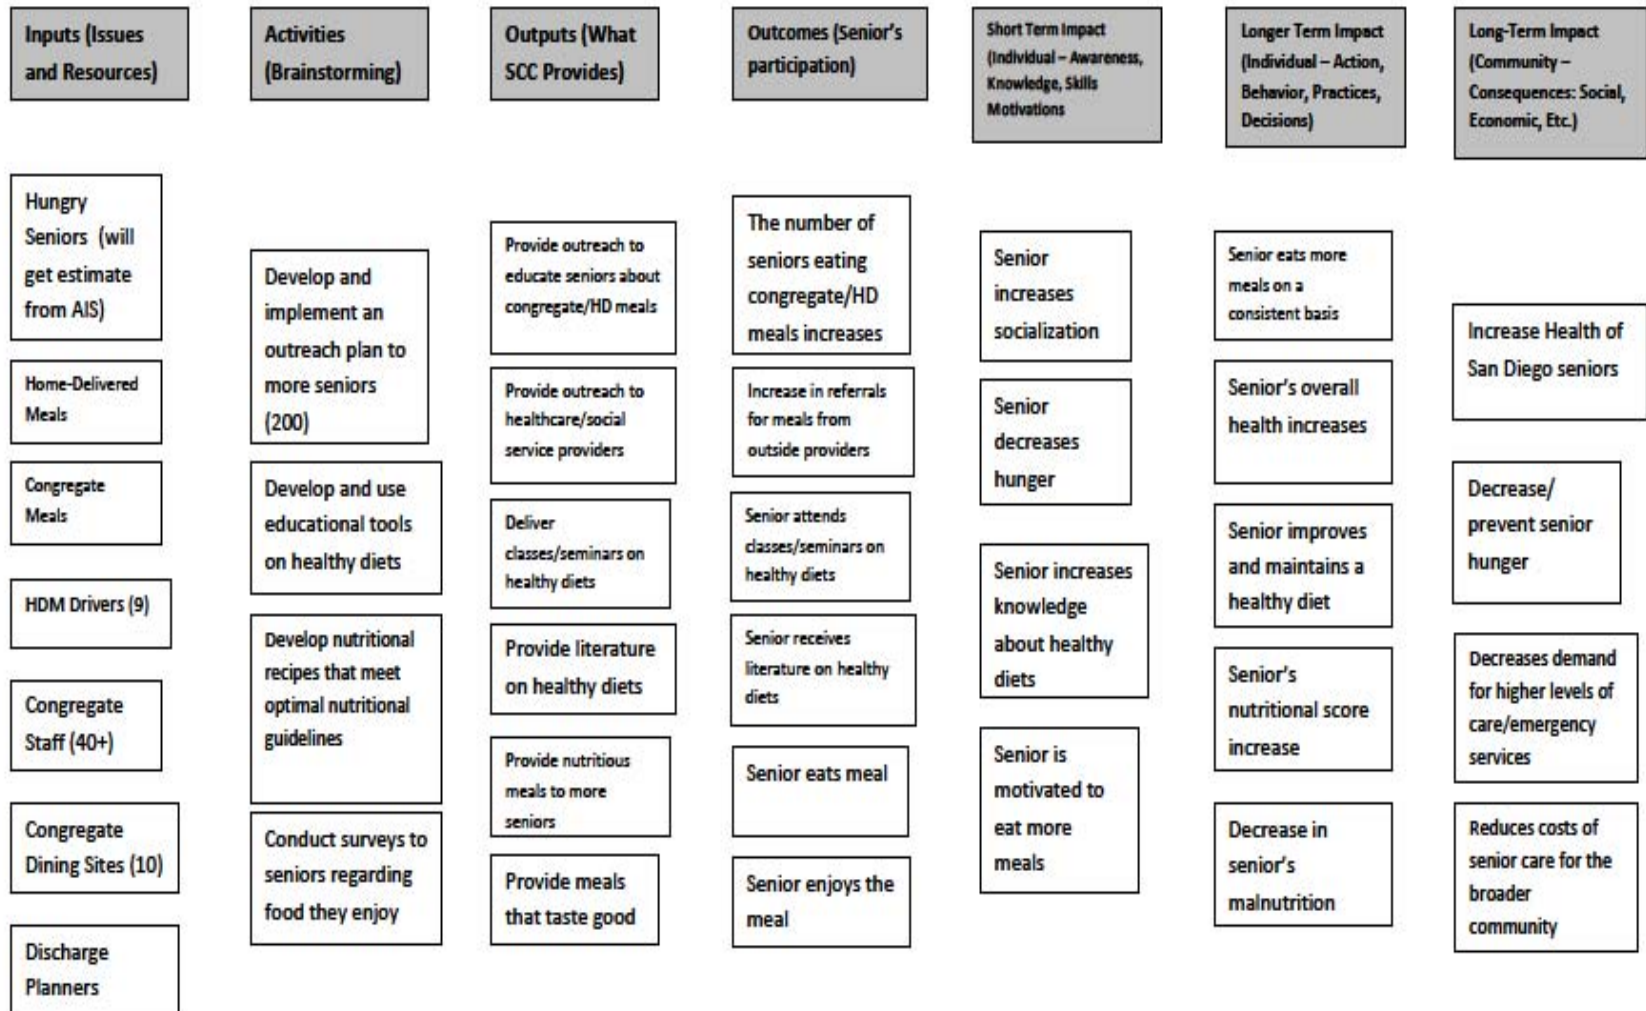 Inputs (Issues
and Resources)
Hungry
Seniors (will
get estimate
from AIS)
Home-Delivered
Meals
Congregate
Meals
HDM Drivers (9)
Congregate
Staff (40+)
Congregate
Dining Sites (10)
Discharge
Planners
Activities
(Brainstorming)
Develop and
implement an
outreach plan to
more seniors
(200)
Develop and use
educational tools
on healthy diets
Develop nutritional
recipes that meet
optimal nutritional
guidelines
Conduct surveys to
seniors regarding
food they enjoy
Outputs (What
SCC Provides)
Provide outreach to
educate seniors about
congregate/HD meals
Provide outreach to
healthcare/social
service providers
Deliver
classes/seminars on
healthy diets
Provide literature
on healthy diets
Provide nutritious
meals to more
seniors
Provide meals
that taste good
Outcomes (Senior's
participation)
The number of
seniors eating
congregate/HD
meals increases
Increase in referrals
for meals from
outside providers
Senior attends
classes/seminars on
healthy diets
Senior receives
literature on healthy
diets
Senior eats meal
Senior enjoys the
meal
Short Term Impact
(Individual – Awareness,
Knowledge, Skills
Motivations
Senior
increases
socialization
Senior
decreases
hunger
Senior increases
knowledge
about healthy
diets
Senior is
motivated to
eat more
meals
Longer Term Impact
(Individual – Action,
Behavior, Practices,
Decisions)
Senior eats more
meals on a
consistent basis
Senior's overall
health increases
Senior improves
and maintains a
healthy diet
Senior's
nutritional score
increase
Decrease in
senior's
malnutrition
Long-Term Impact
(Community –
Consequences: Social,
Economic, Etc.)
Increase Health of
San Diego seniors
Decrease/
prevent senior
hunger
Decreases demand
for higher levels of
care/emergency
services
Reduces costs of
senior care for the
broader
community